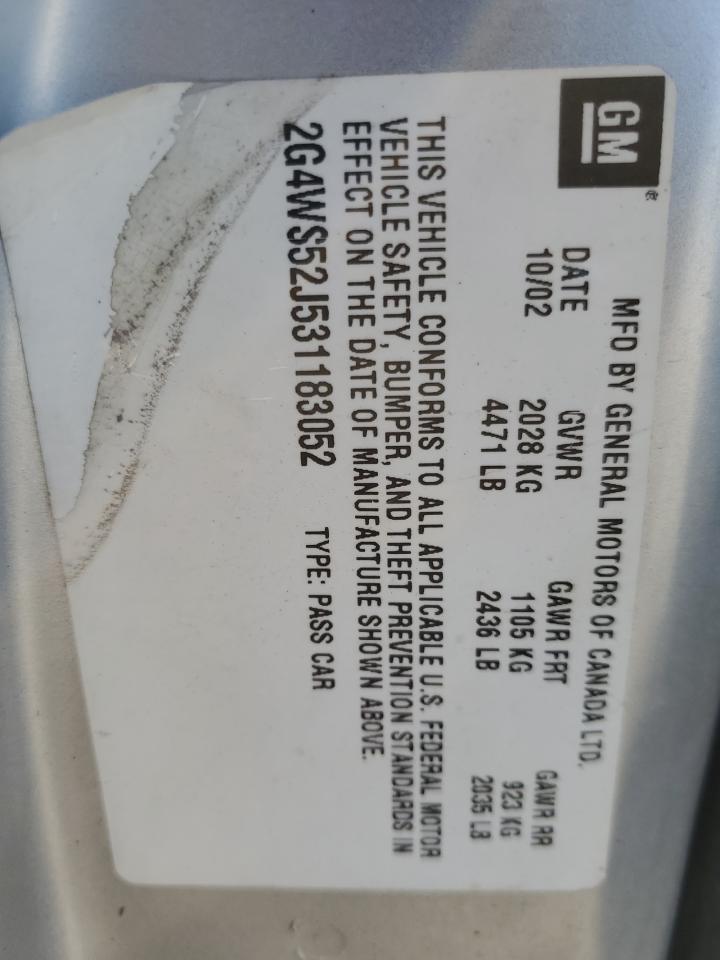 GM®
MFD BY GENERAL MOTORS OF CANADA LTD.
DATE GVWR GAWR FRT GAWR RR
10/02 2028 KG 1105 KG 923 KG
4471 LB 2436 LB 2035 LB
THIS VEHICLE CONFORMS TO ALL APPLICABLE U.S. FEDERAL MOTOR
VEHICLE SAFETY, BUMPER, AND THEFT PREVENTION STANDARDS IN
EFFECT ON THE DATE OF MANUFACTURE SHOWN ABOVE.
2G4WS52J531183052 TYPE: PASS CAR